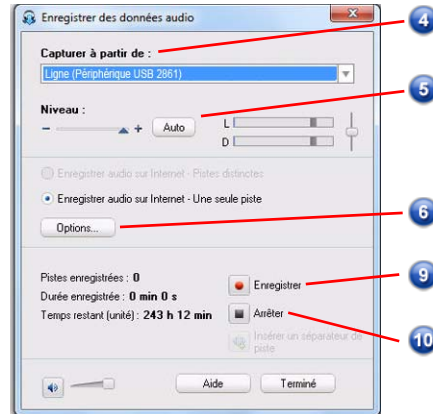 Enregistrer des données audio
4
Capturer à partir de :
Ligne (Périphérique USB 2861)
5
Niveau :
- + Auto L
D
Enregistrer audio sur Internet - Pistes distinctes
Enregistrer audio sur Internet - Une seule piste
Options...
6
Pistes enregistrées : 0
Durée enregistrée : 0 min 0 s
Temps restant (unité) : 243 h 12 min
Enregistrer
9
Arrêter
10
Insérer un séparateur de
piste
Aide
Terminé